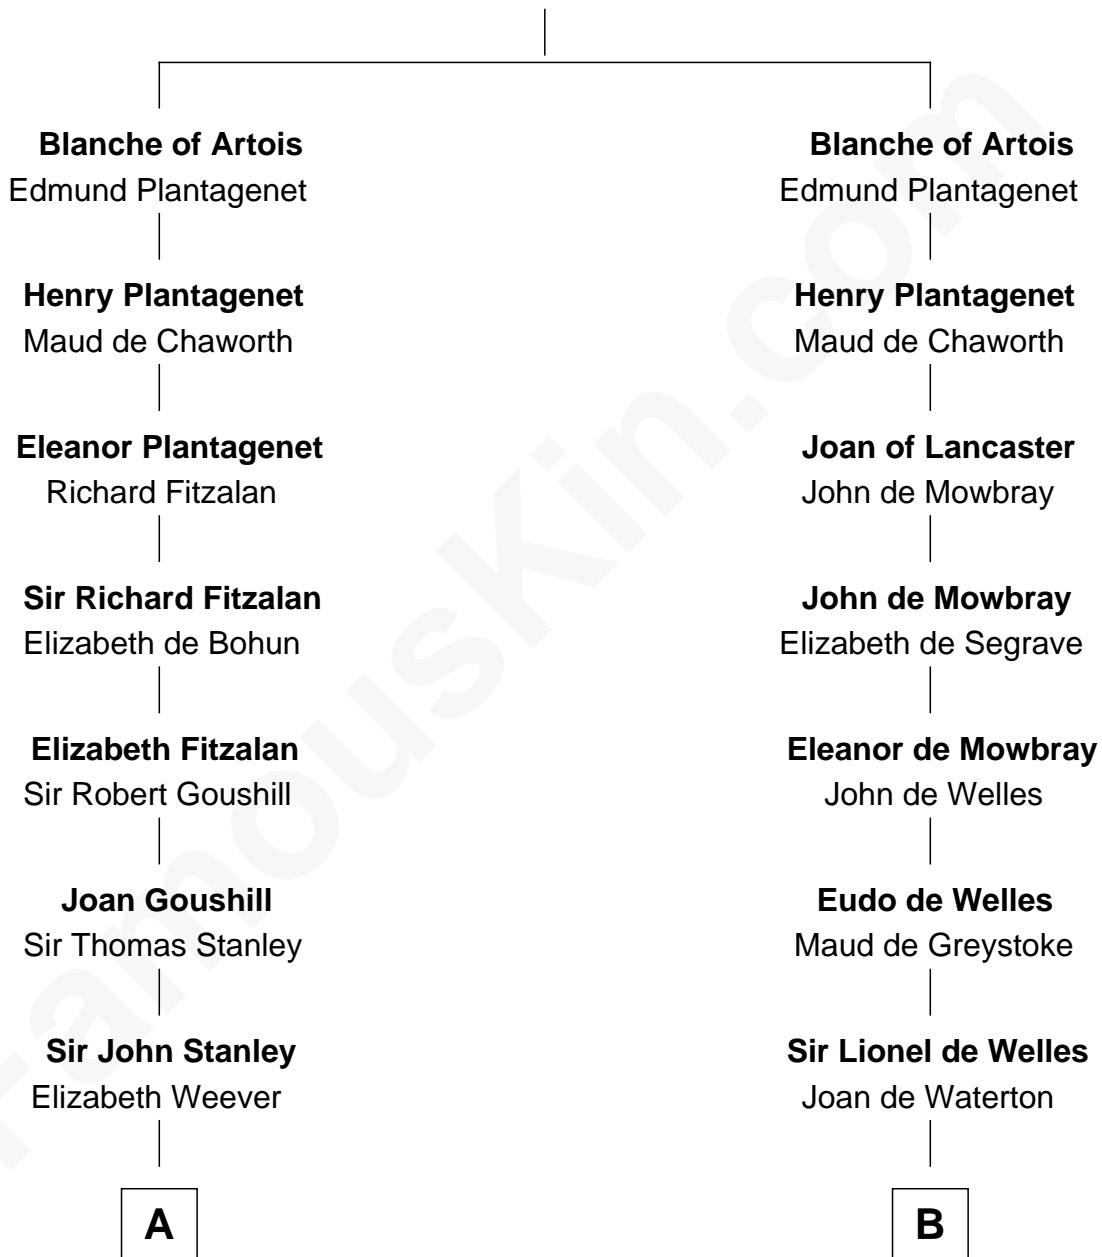 Blanche of Artois
Edmund Plantagenet
Henry Plantagenet
Maud de Chaworth
Eleanor Plantagenet
Richard Fitzalan
Sir Richard Fitzalan
Elizabeth de Bohun
Elizabeth Fitzalan
Sir Robert Goushill
Joan Goushill
Sir Thomas Stanley
Sir John Stanley
Elizabeth Weever
A
Blanche of Artois
Edmund Plantagenet
Henry Plantagenet
Maud de Chaworth
Joan of Lancaster
John de Mowbray
John de Mowbray
Elizabeth de Segrave
Eleanor de Mowbray
John de Welles
Eudo de Welles
Maud de Greystoke
Sir Lionel de Welles
Joan de Waterton
B
FamousKin.com